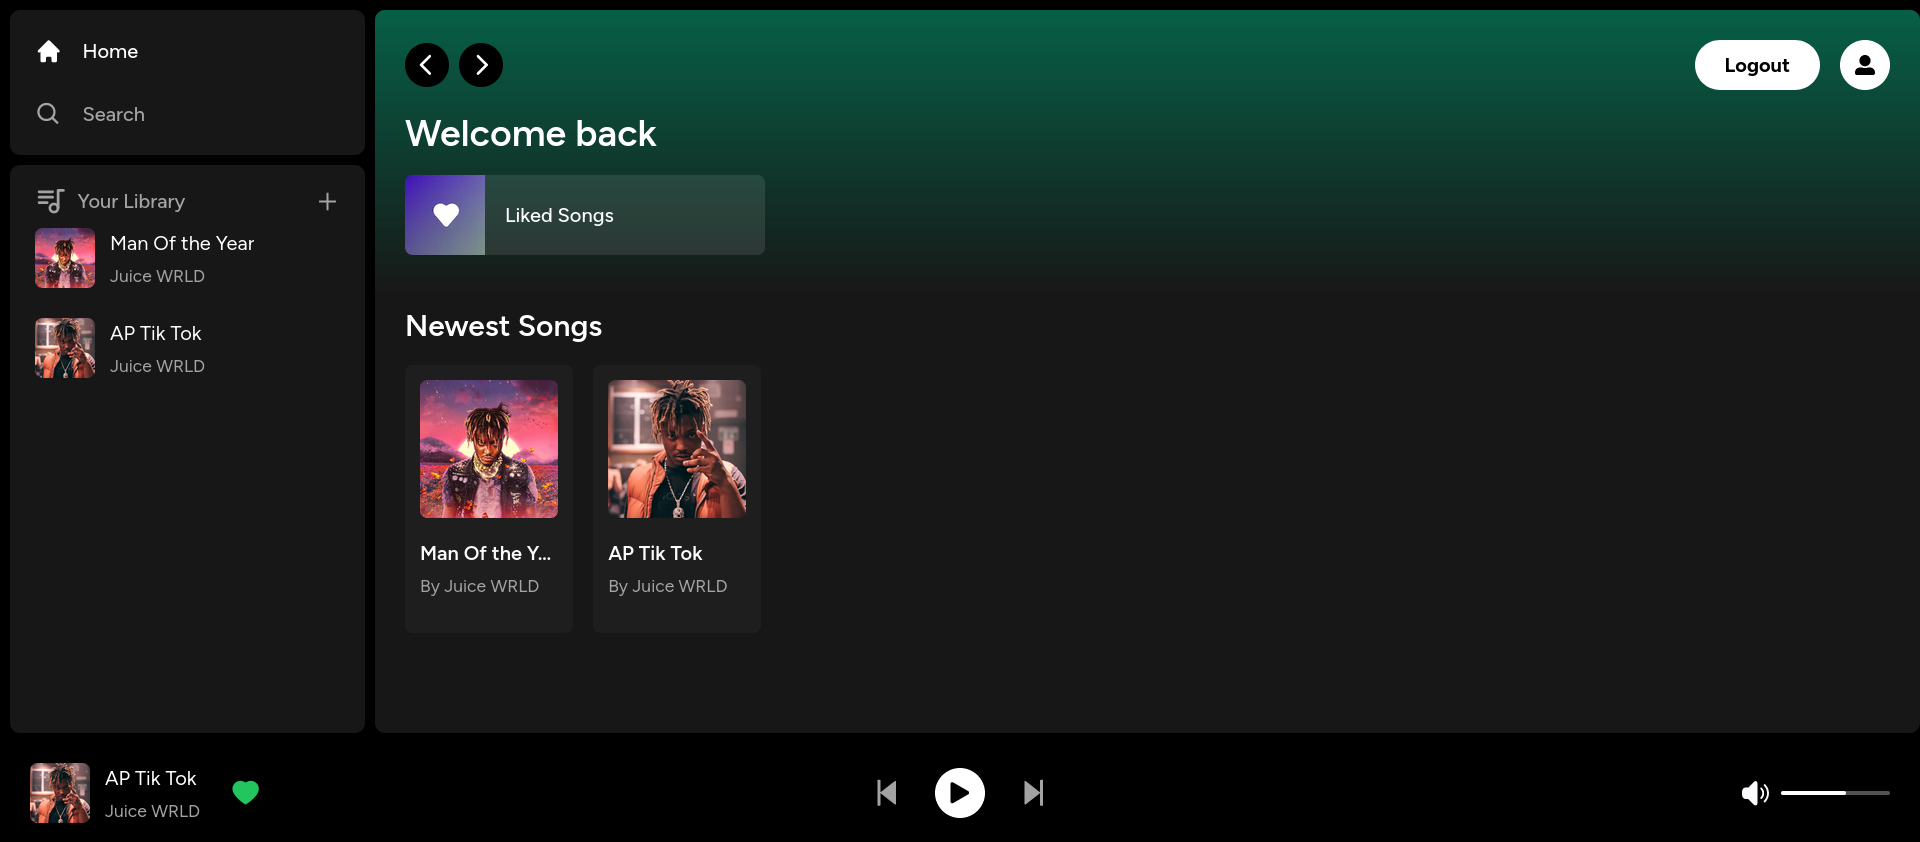 Home
Search
Your Library
Man Of the Year
Juice WRLD
AP Tik Tok
Juice WRLD
Logout
Welcome back
Liked Songs
Newest Songs
Man Of the Y...
By Juice WRLD
AP Tik Tok
By Juice WRLD
AP Tik Tok
Juice WRLD